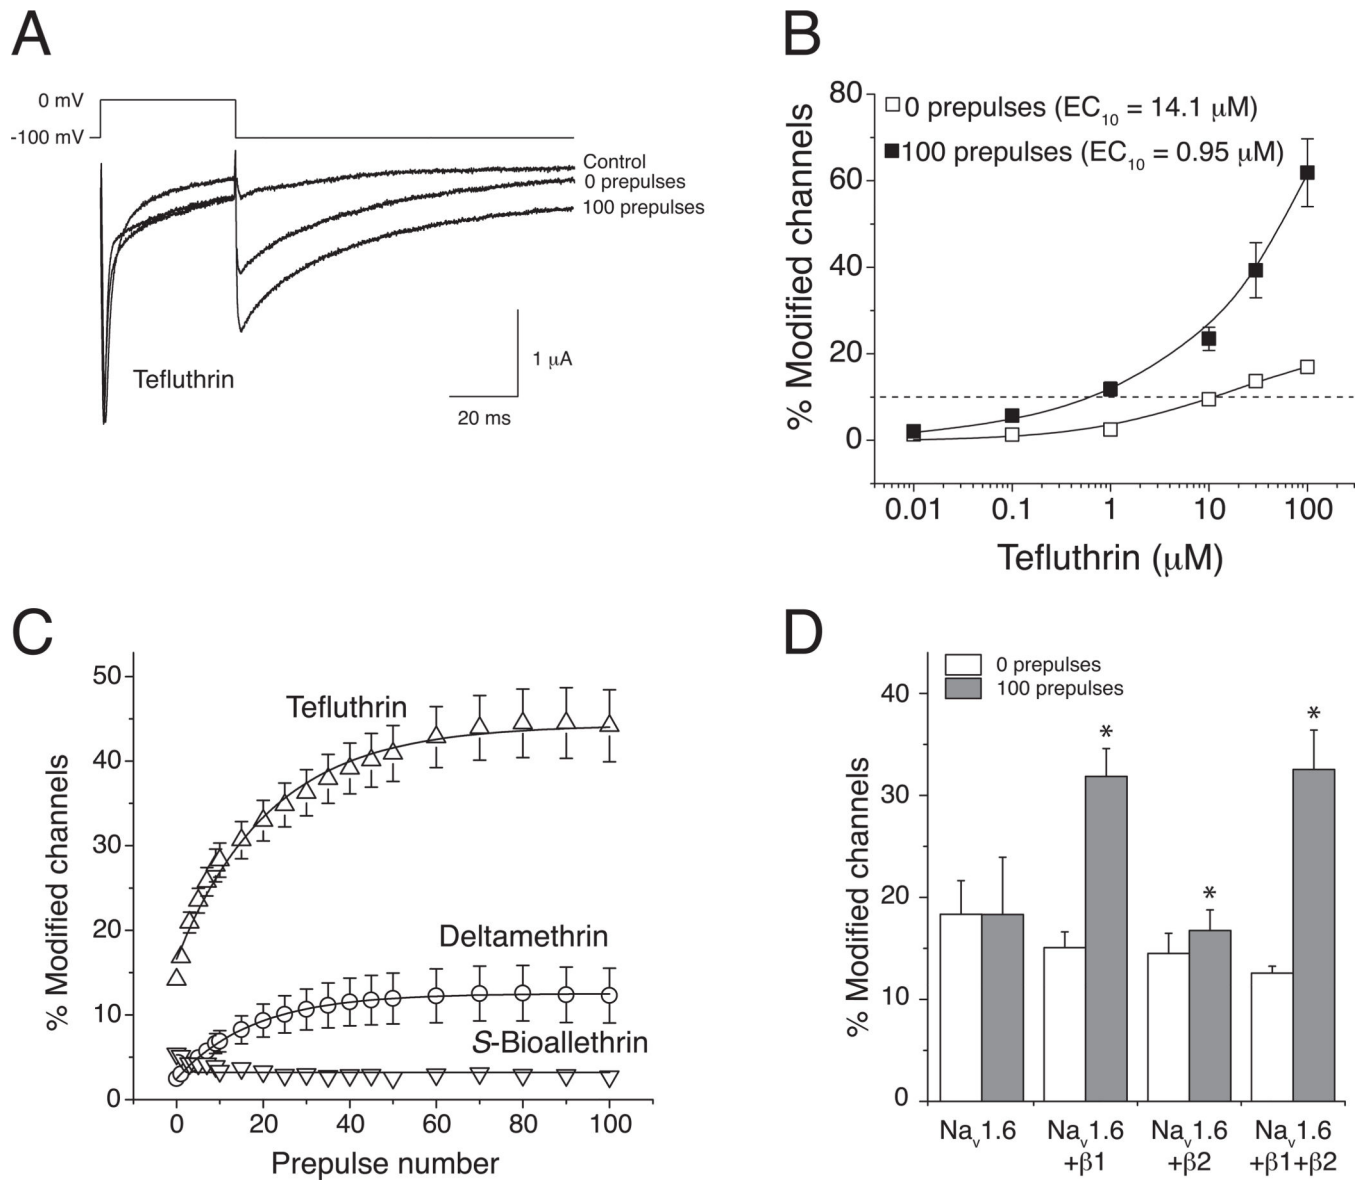 A
0 mV
-100 mV
Control
0 prepulses
100 prepulses
Tefluthrin
1 μA
20 ms
B
80
60
40
20
0
% Modified channels
0 prepulses (EC10 = 14.1 μM)
100 prepulses (EC10 = 0.95 μM)
0.01 0.1 1 10 100
Tefluthrin (μM)
C
50
40
30
20
10
0
% Modified channels
Tefluthrin
Deltamethrin
S-Bioallethrin
0 20 40 60 80 100
Prepulse number
D
40
30
20
10
0
% Modified channels
0 prepulses
100 prepulses
*
*
*
Nav1.6 Nav1.6 Nav1.6 Nav1.6
+β1 +β2 +β1+β2